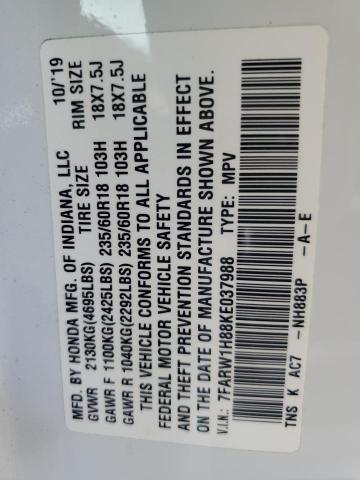 MFD. BY HONDA MFG. OF INDIANA, LLC 10/'19
TIRE SIZE RIM SIZE
GVWR 2130KG(4695LBS)
GAWR F 1100KG(2425LBS) 235/60R18 103H 18X7.5J
GAWR R 1040KG(2292LBS) 235/60R18 103H 18X7.5J
THIS VEHICLE CONFORMS TO ALL APPLICABLE
FEDERAL MOTOR VEHICLE SAFETY
AND THEFT PREVENTION STANDARDS IN EFFECT
ON THE DATE OF MANUFACTURE SHOWN ABOVE.
V.I.N.: 7FARW1H88KE037988 TYPE: MPV
TNS K AC7 -NH883P -A-E